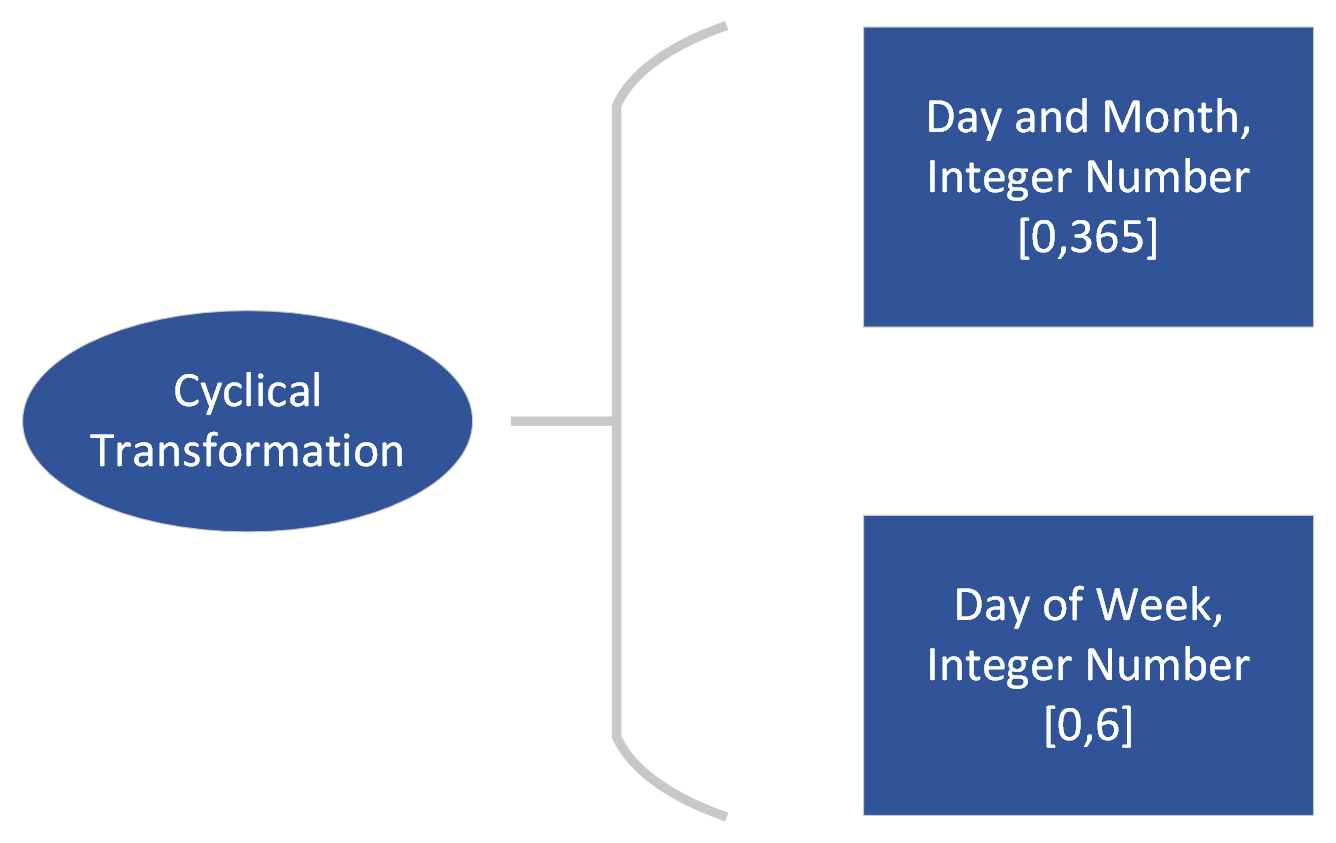 Cyclical
Transformation
Day and Month,
Integer Number
[0,365]
Day of Week,
Integer Number
[0,6]